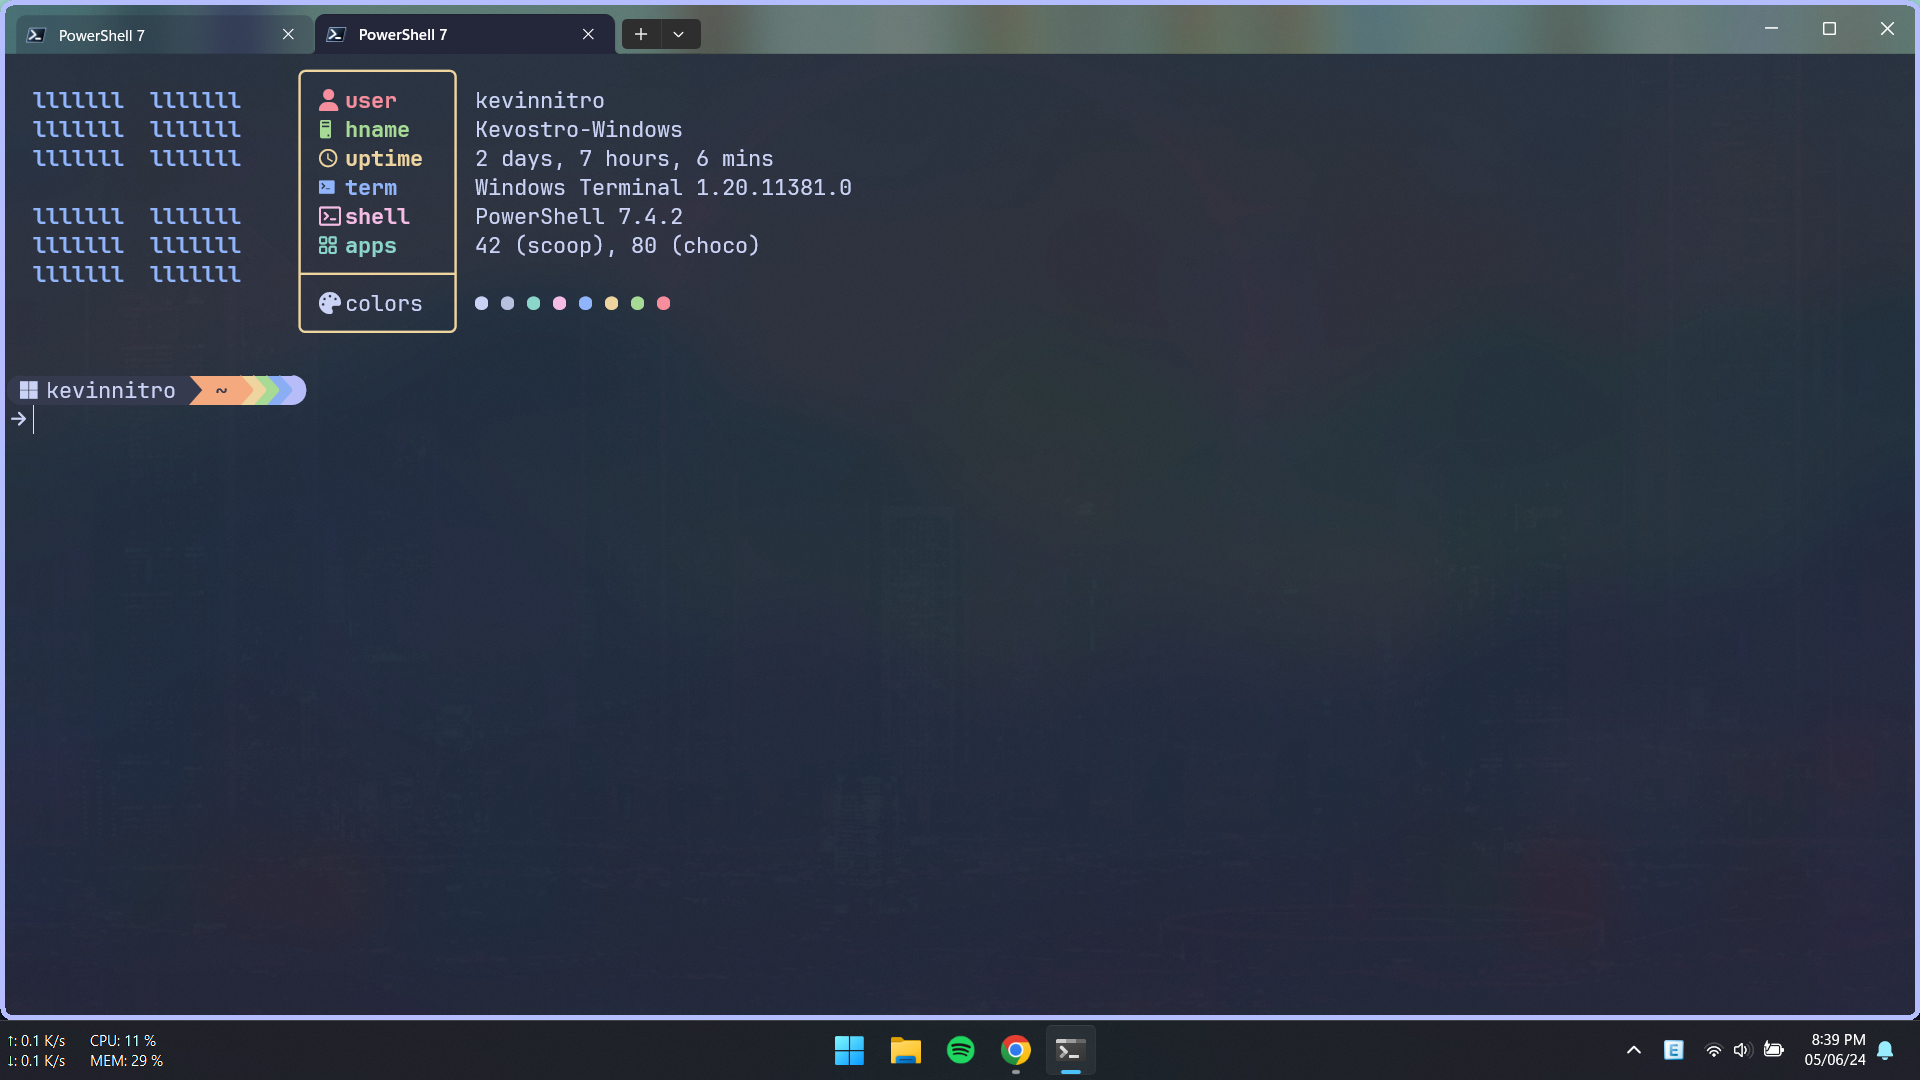 PowerShell 7
PowerShell 7
lllllll lllllll
lllllll lllllll
lllllll lllllll
lllllll lllllll
lllllll lllllll
lllllll lllllll
user kevinnitro
hname Kevostro-Windows
uptime 2 days, 7 hours, 6 mins
term Windows Terminal 1.20.11381.0
shell PowerShell 7.4.2
apps 42 (scoop), 80 (choco)
colors
kevinnitro ~
→
↑: 0.1 K/s CPU: 11 %
↓: 0.1 K/s MEM: 29 %
E
8:39 PM
05/06/24